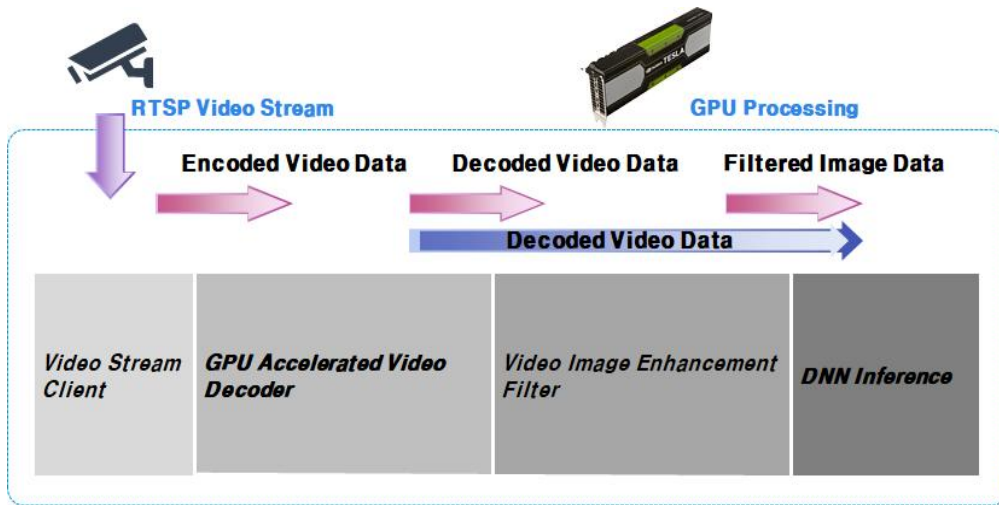 TESLA
RTSP Video Stream
GPU Processing
Encoded Video Data
Decoded Video Data
Filtered Image Data
Decoded Video Data
Video Stream
Client
GPU Accelerated Video
Decoder
Video Image Enhancement
Filter
DNN Inference